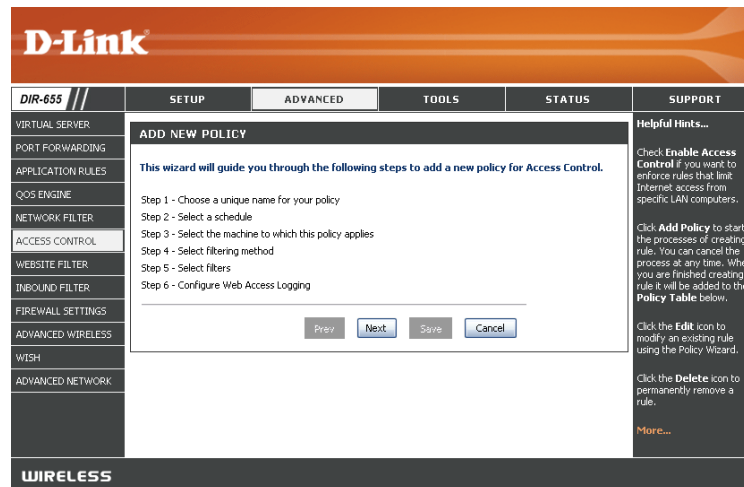 D-Link
DIR-655
SETUP
ADVANCED
TOOLS
STATUS
SUPPORT
VIRTUAL SERVER
PORT FORWARDING
APPLICATION RULES
QOS ENGINE
NETWORK FILTER
ACCESS CONTROL
WEBSITE FILTER
INBOUND FILTER
FIREWALL SETTINGS
ADVANCED WIRELESS
WISH
ADVANCED NETWORK
ADD NEW POLICY
This wizard will guide you through the following steps to add a new policy for Access Control.
Step 1 - Choose a unique name for your policy
Step 2 - Select a schedule
Step 3 - Select the machine to which this policy applies
Step 4 - Select filtering method
Step 5 - Select filters
Step 6 - Configure Web Access Logging
Prev
Next
Save
Cancel
Helpful Hints...
Check Enable Access
Control if you want to
enforce rules that limit
Internet access from
specific LAN computers.
Click Add Policy to start
the processes of creating
rule. You can cancel the
process at any time. Whe
you are finished creating
rule it will be added to the
Policy Table below.
Click the Edit icon to
modify an existing rule
using the Policy Wizard.
Click the Delete icon to
permanently remove a
rule.
More...
WIRELESS